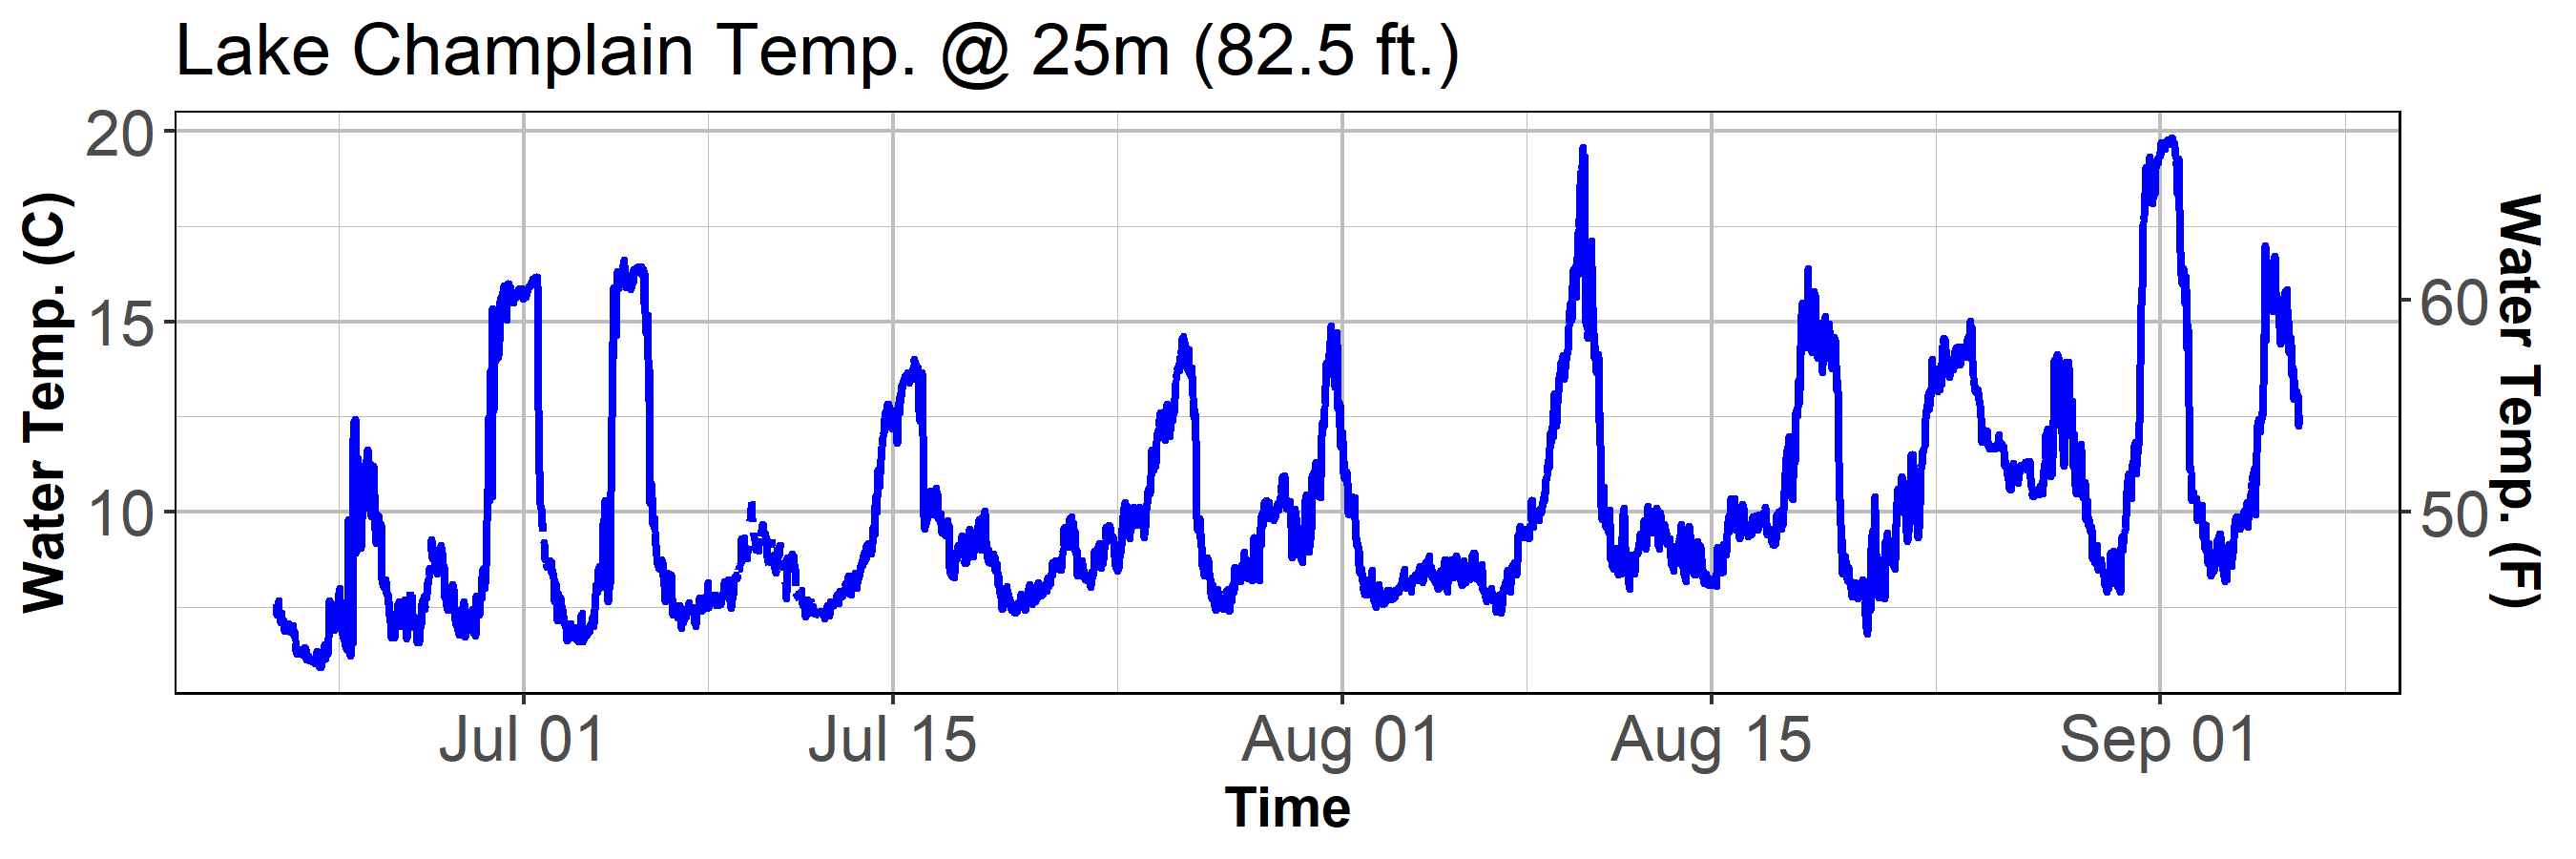 Lake Champlain Temp. @ 25m (82.5 ft.)
20
15
10
Water Temp. (C)
60
50
Water Temp. (F)
Jul 01
Jul 15
Aug 01
Aug 15
Sep 01
Time